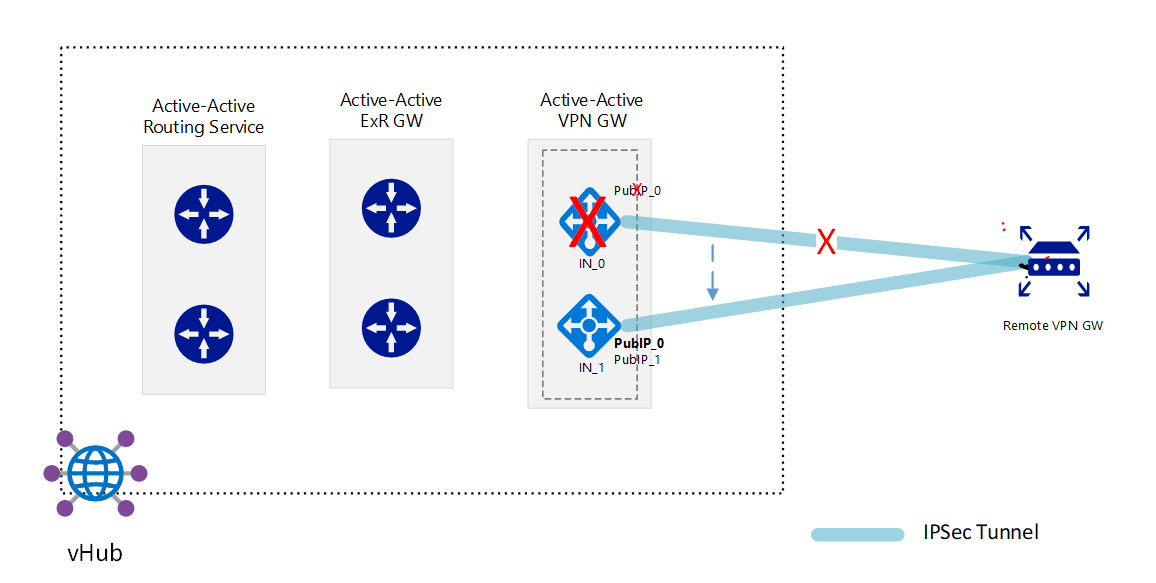 Active-Active
Routing Service
Active-Active
ExR GW
Active-Active
VPN GW
PubIP_0
X
IN_0
X
PubIP_0
PubIP_1
IN_1
Remote VPN GW
vHub
IPSec Tunnel